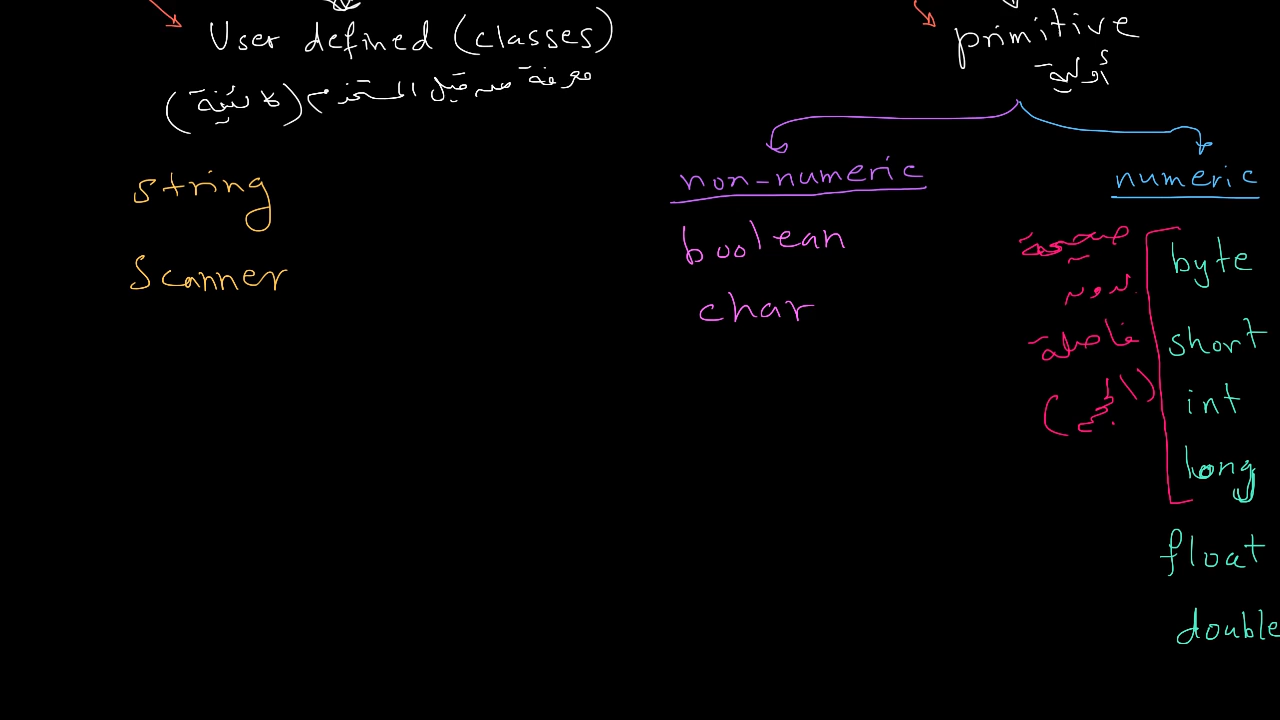 User defined (classes)
معرفة من قبل المستخدم (كائنية)
string
Scanner
primitive
أولية
non-numeric
boolean
char
numeric
صحيحة
بدون
فاصلة
byte
short
int
long
float
double